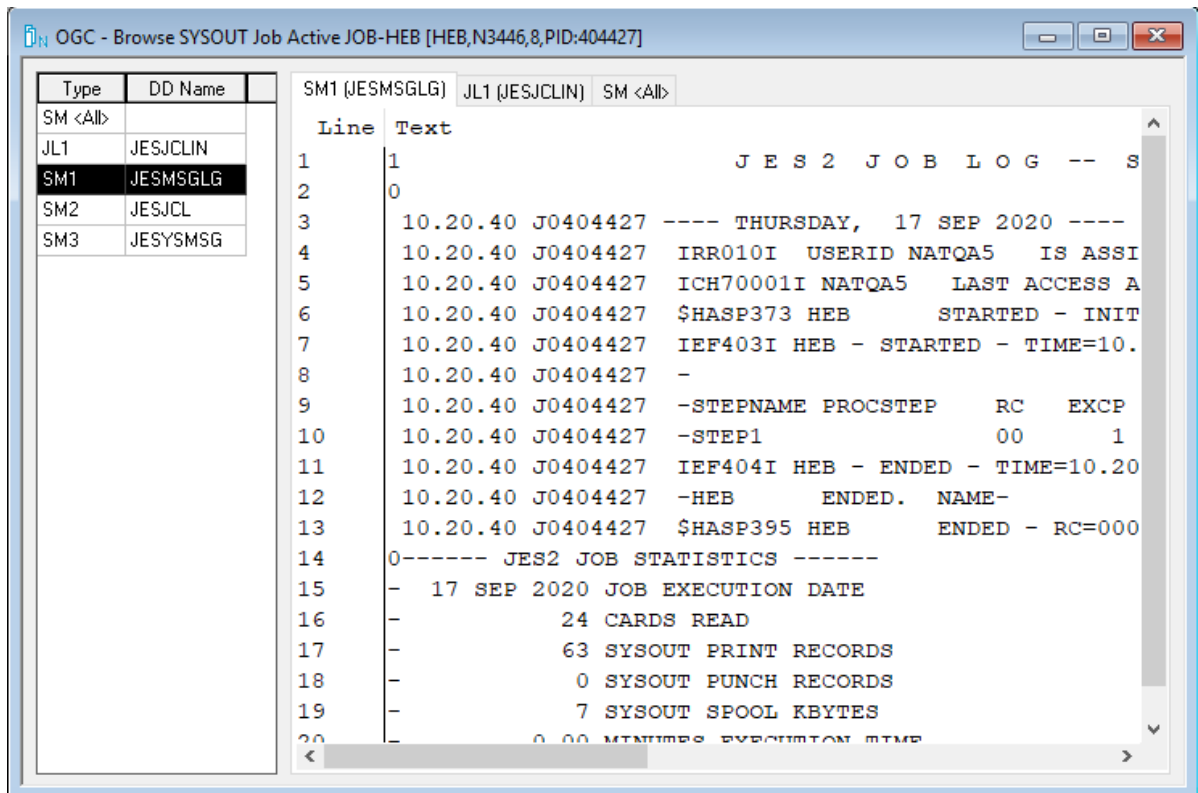 OGC - Browse SYSOUT Job Active JOB-HEB [HEB,N3446,8,PID:404427]
Type DD Name
SM <All>
JL1 JESJCLIN
SM1 JESMSGLG
SM2 JESJCL
SM3 JESYSMSG
SM1 (JESMSGLG) JL1 (JESJCLIN) SM <All>
Line Text
1 1 J E S 2 J O B L O G -- S
2 0
3 10.20.40 J0404427 ---- THURSDAY, 17 SEP 2020 ----
4 10.20.40 J0404427 IRR010I USERID NATQA5 IS ASSI
5 10.20.40 J0404427 ICH70001I NATQA5 LAST ACCESS A
6 10.20.40 J0404427 $HASP373 HEB STARTED - INIT
7 10.20.40 J0404427 IEF403I HEB - STARTED - TIME=10.
8 10.20.40 J0404427 -
9 10.20.40 J0404427 -STEPNAME PROCSTEP RC EXCP
10 10.20.40 J0404427 -STEP1 00 1
11 10.20.40 J0404427 IEF404I HEB - ENDED - TIME=10.20
12 10.20.40 J0404427 -HEB ENDED. NAME-
13 10.20.40 J0404427 $HASP395 HEB ENDED - RC=000
14 0------ JES2 JOB STATISTICS ------
15 - 17 SEP 2020 JOB EXECUTION DATE
16 - 24 CARDS READ
17 - 63 SYSOUT PRINT RECORDS
18 - 0 SYSOUT PUNCH RECORDS
19 - 7 SYSOUT SPOOL KBYTES
20 - 0.00 MINUTES EXECUTION TIME